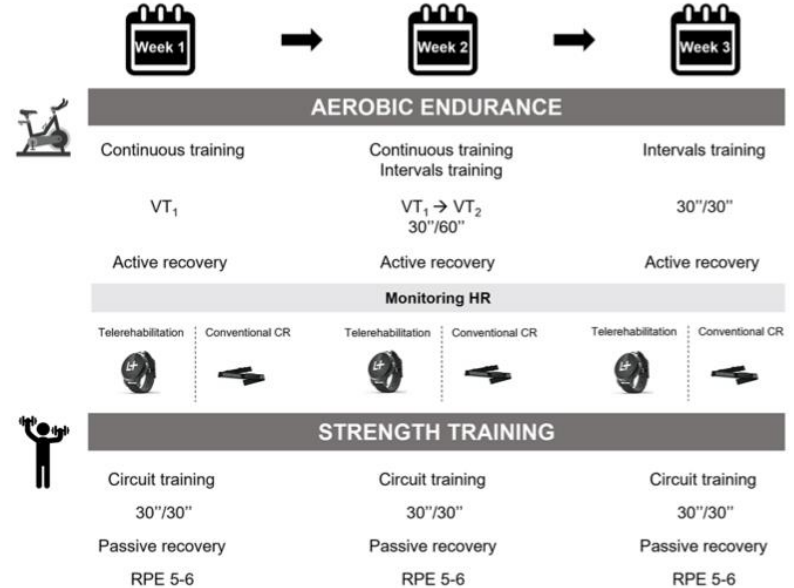 Week 1
Week 2
Week 3
AEROBIC ENDURANCE
Continuous training
Continuous training
Intervals training
Intervals training
VT₁
VT₁ → VT₂
30''/60''
30''/30''
Active recovery
Active recovery
Active recovery
Monitoring HR
Telerehabilitation
Conventional CR
Telerehabilitation
Conventional CR
Telerehabilitation
Conventional CR
L+
L+
L+
STRENGTH TRAINING
Circuit training
Circuit training
Circuit training
30''/30''
30''/30''
30''/30''
Passive recovery
Passive recovery
Passive recovery
RPE 5-6
RPE 5-6
RPE 5-6